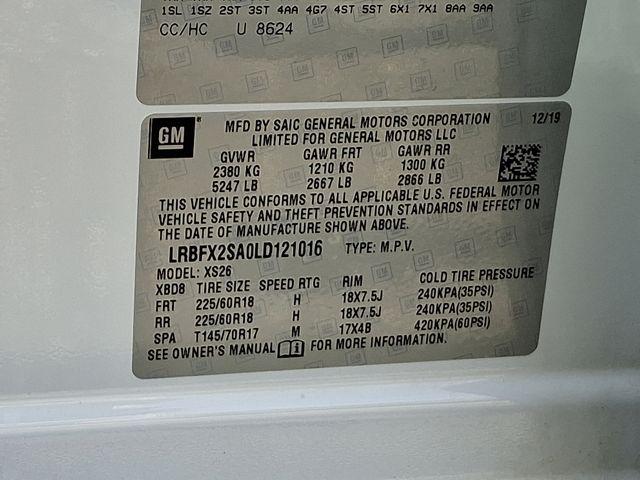 1SL 1SZ 2ST 3ST 4AA 4G7 4ST 5ST 6X1 7X1 8AA 9AA
CC/HC U 8624
GM ® MFD BY SAIC GENERAL MOTORS CORPORATION 12/19
LIMITED FOR GENERAL MOTORS LLC
GVWR GAWR FRT GAWR RR
2380 KG 1210 KG 1300 KG
5247 LB 2667 LB 2866 LB
THIS VEHICLE CONFORMS TO ALL APPLICABLE U.S. FEDERAL MOTOR
VEHICLE SAFETY AND THEFT PREVENTION STANDARDS IN EFFECT ON
THE DATE OF MANUFACTURE SHOWN ABOVE.
LRBFX2SA0LD121016 TYPE: M.P.V.
MODEL: XS26
XBD8 TIRE SIZE SPEED RTG RIM COLD TIRE PRESSURE
FRT 225/60R18 H 18X7.5J 240KPA(35PSI)
RR 225/60R18 H 18X7.5J 240KPA(35PSI)
SPA T145/70R17 M 17X4B 420KPA(60PSI)
SEE OWNER'S MANUAL FOR MORE INFORMATION.